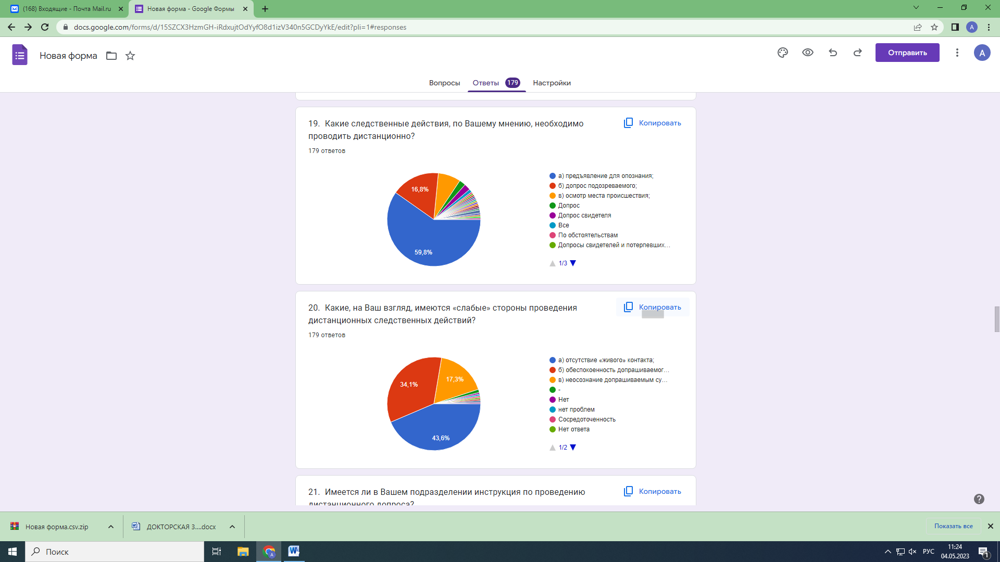 (168) Входящие - Почта Mail.ru
Новая форма - Google Формы
docs.google.com/forms/d/15SZCX3HzmGH-iRdxujtOdYyfO8d1izV340n5GCDyYkE/edit?pli=1#responses
A
Новая форма
Отправить
A
Вопросы
Ответы 179
Настройки
19. Какие следственные действия, по Вашему мнению, необходимо
проводить дистанционно?
Копировать
179 ответов
16,8%
59,8%
а) предъявление для опознания;
б) допрос подозреваемого;
в) осмотр места происшествия;
Допрос
Допрос свидетеля
Все
По обстоятельствам
Допросы свидетелей и потерпевших…
1/3
20. Какие, на Ваш взгляд, имеются «слабые» стороны проведения
дистанционных следственных действий?
Копировать
179 ответов
34,1%
17,3%
43,6%
а) отсутствие «живого» контакта;
б) обеспокоенность допрашиваемог…
в) неосознание допрашиваемым су…
-
Нет
нет проблем
Сосредоточенность
Нет ответа
1/2
21. Имеется ли в Вашем подразделении инструкция по проведению
дистанционного допроса?
Копировать
Новая форма.csv.zip
ДОКТОРСКАЯ 3....docx
Показать все
Поиск
A
РУС
11:24
04.05.2023
1